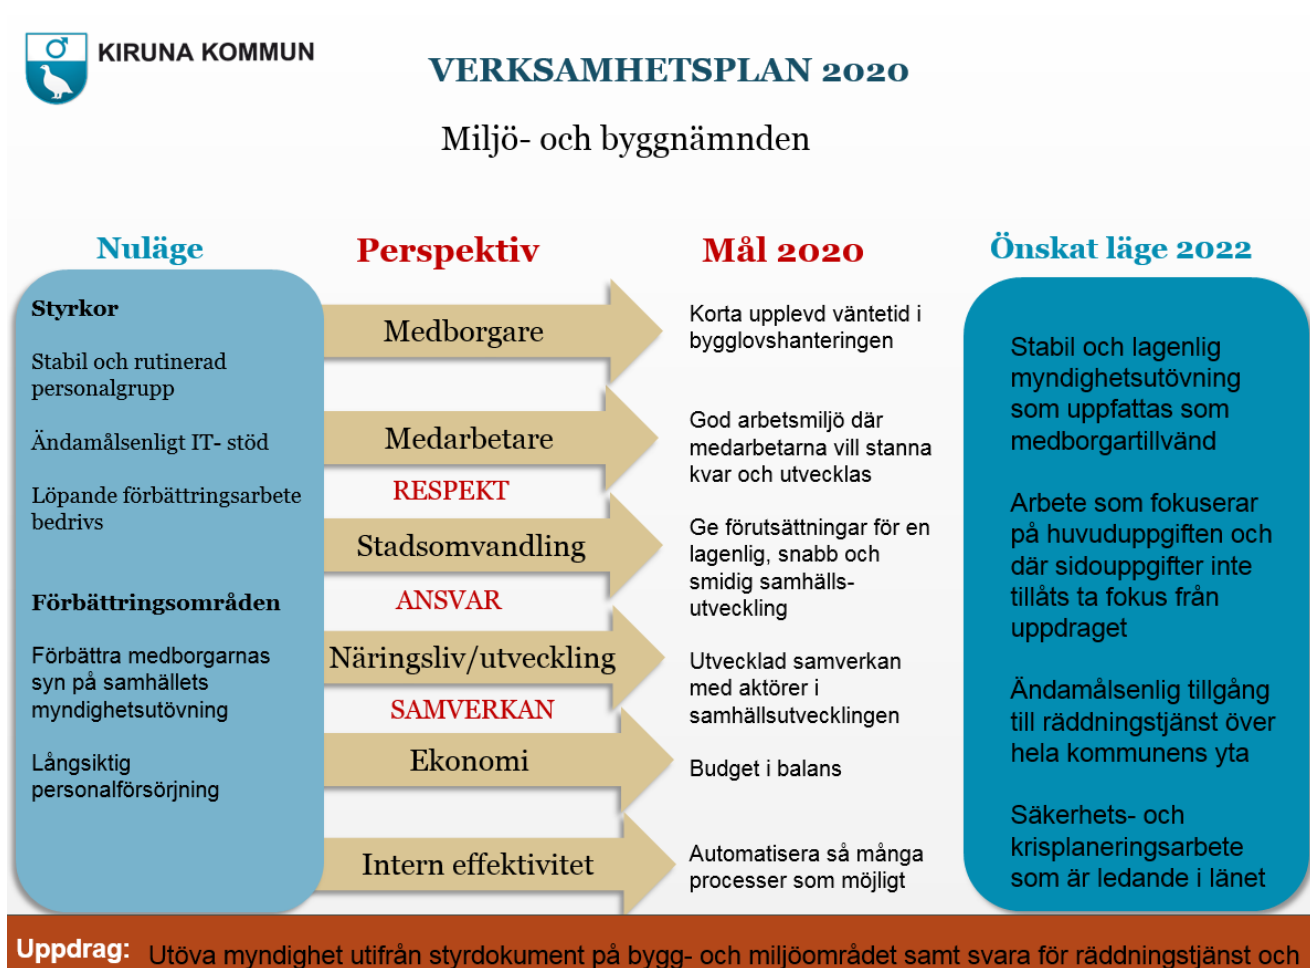 KIRUNA KOMMUN
VERKSAMHETSPLAN 2020
Miljö- och byggnämnden
Nuläge
Styrkor
Stabil och rutinerad
personalgrupp
Ändamålsenligt IT- stöd
Löpande förbättringsarbete
bedrivs
Förbättringsområden
Förbättra medborgarnas
syn på samhällets
myndighetsutövning
Långsiktig
personalförsörjning
Perspektiv
Medborgare
Medarbetare
RESPEKT
Stadsomvandling
ANSVAR
Näringsliv/utveckling
SAMVERKAN
Ekonomi
Intern effektivitet
Mål 2020
Korta upplevd väntetid i
bygglovshanteringen
God arbetsmiljö där
medarbetarna vill stanna
kvar och utvecklas
Ge förutsättningar för en
lagenlig, snabb och
smidig samhälls-
utveckling
Utvecklad samverkan
med aktörer i
samhällsutvecklingen
Budget i balans
Automatisera så många
processer som möjligt
Önskat läge 2022
Stabil och lagenlig
myndighetsutövning
som uppfattas som
medborgartillvänd
Arbete som fokuserar
på huvuduppgiften och
där sidouppgifter inte
tillåts ta fokus från
uppdraget
Ändamålsenlig tillgång
till räddningstjänst över
hela kommunens yta
Säkerhets- och
krisplaneringsarbete
som är ledande i länet
Uppdrag: Utöva myndighet utifrån styrdokument på bygg- och miljöområdet samt svara för räddningstjänst och